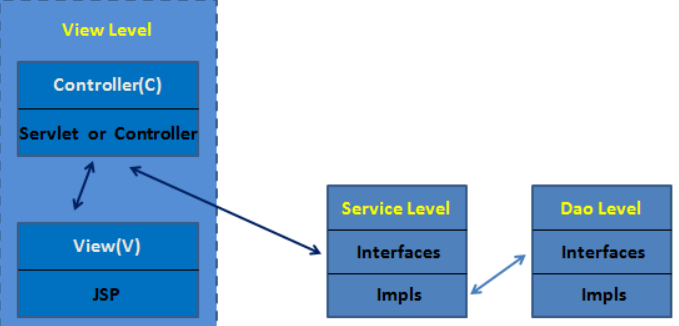 View Level
Controller(C)
Servlet or Controller
View(V)
JSP
Service Level
Interfaces
Impls
Dao Level
Interfaces
Impls